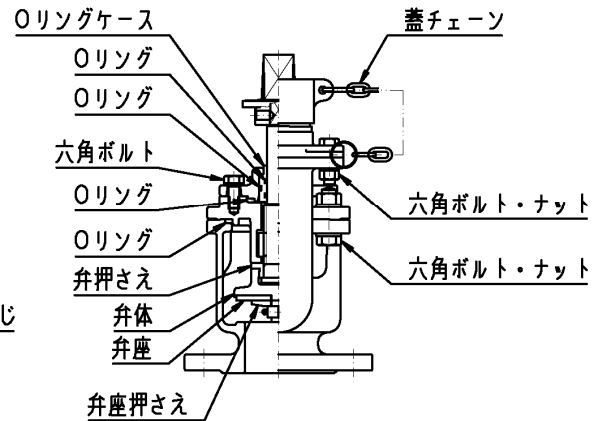 Oリングケース
蓋チェーン
Oリング
Oリング
六角ボルト
Oリング
六角ボルト・ナット
Oリング
六角ボルト・ナット
弁押さえ
じ
弁体
弁座
弁座押さえ